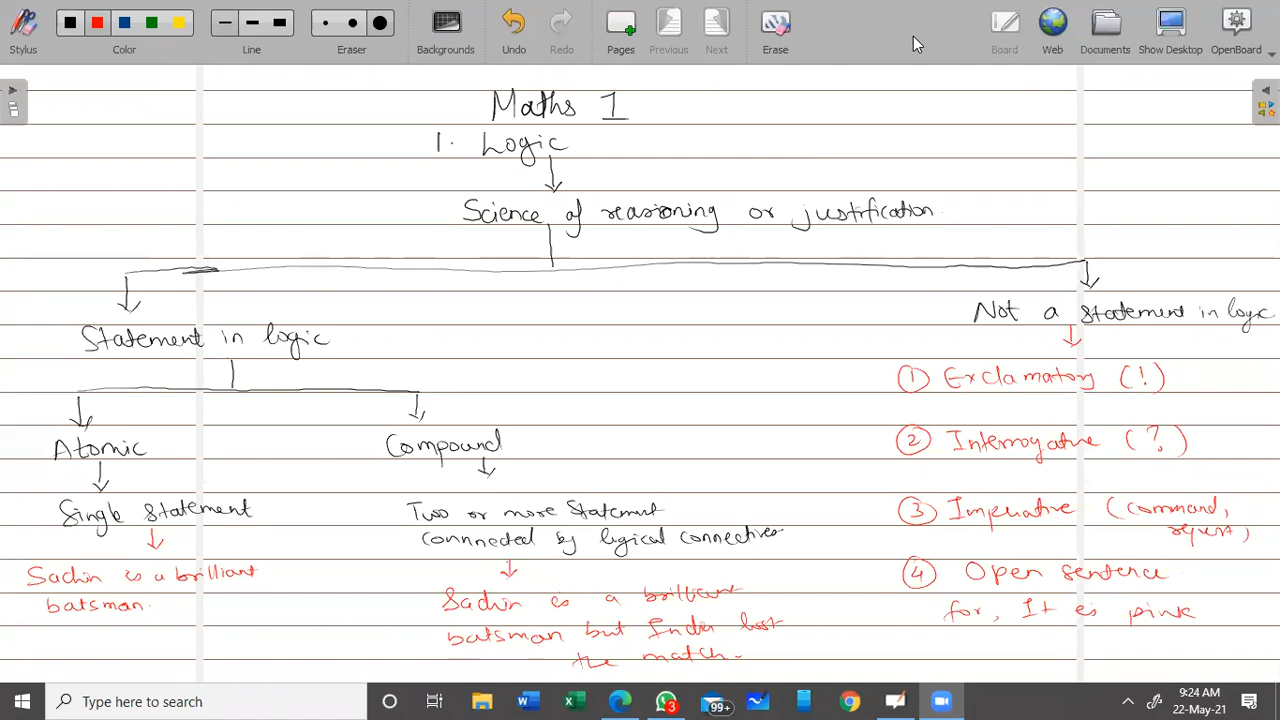 Stylus
Color
Line
Eraser
Backgrounds
Undo
Redo
Pages
Previous
Next
Erase
Board
Web
Documents
Show Desktop
OpenBoard
Maths 1
1. Logic
Science of reasoning or justification.
Statement in logic
Not a statement in logic
Atomic
Compound
Single statement
Two or more statement
connnected by logical connectives
Sachin is a brilliant
batsman.
Sachin is a brilliant
batsman but India lost
the match.
① Exclamatory (!)
② Interrogative (?)
③ Imperative (command,
request,)
④ Open sentence
for, It is pink
Type here to search
3
99+
9:24 AM
22-May-21